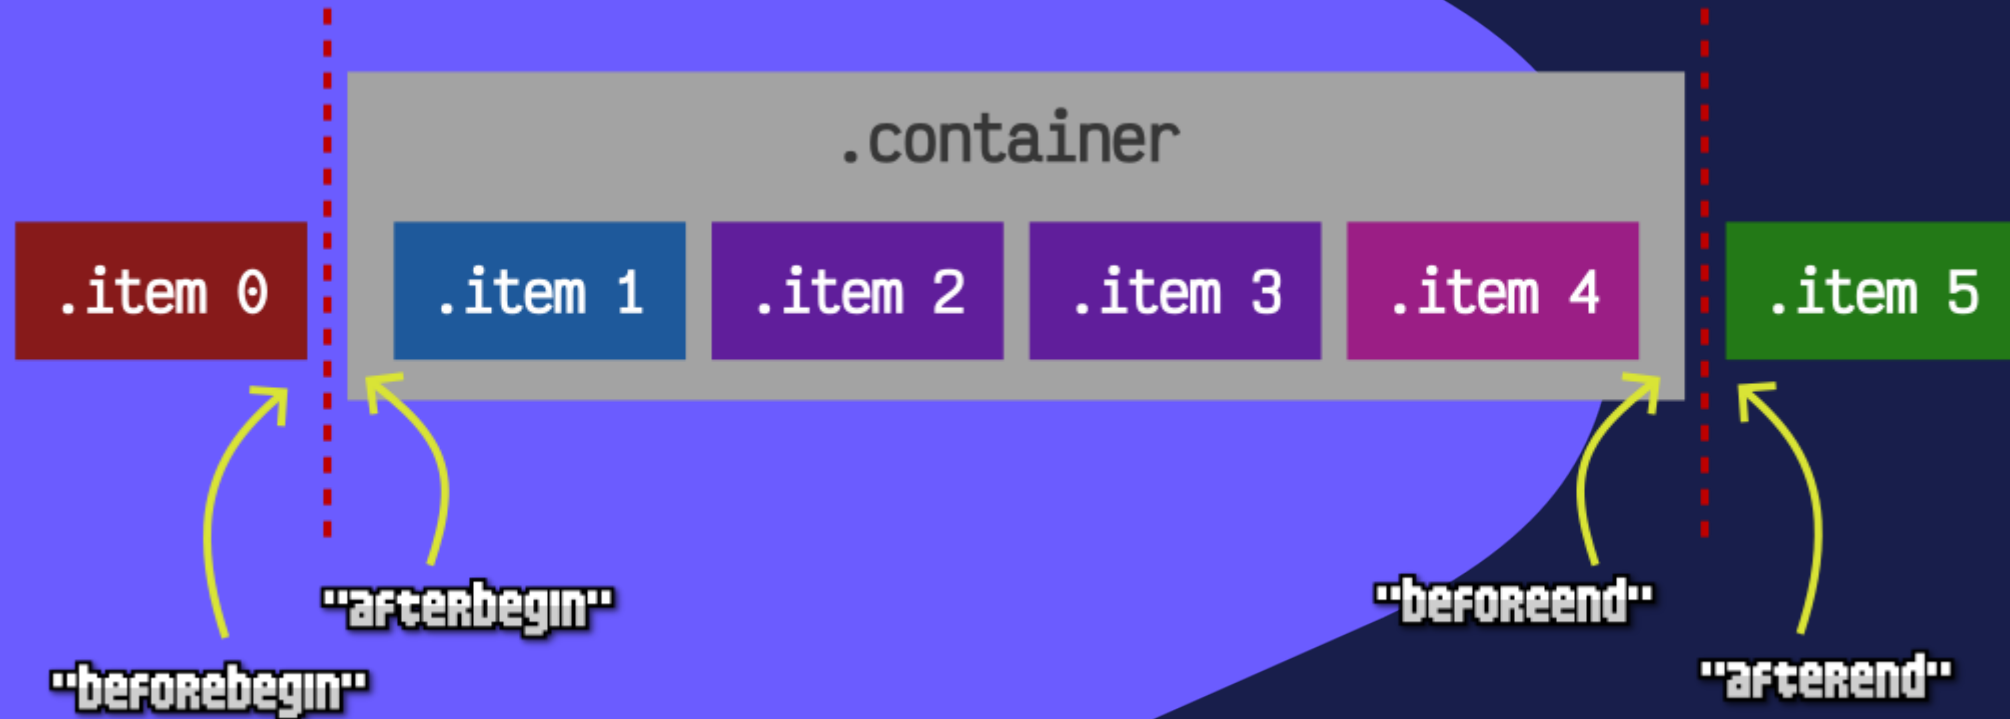 .container
.item 0
.item 1
.item 2
.item 3
.item 4
.item 5
"afterbegin"
"beforeend"
"beforebegin"
"afterend"